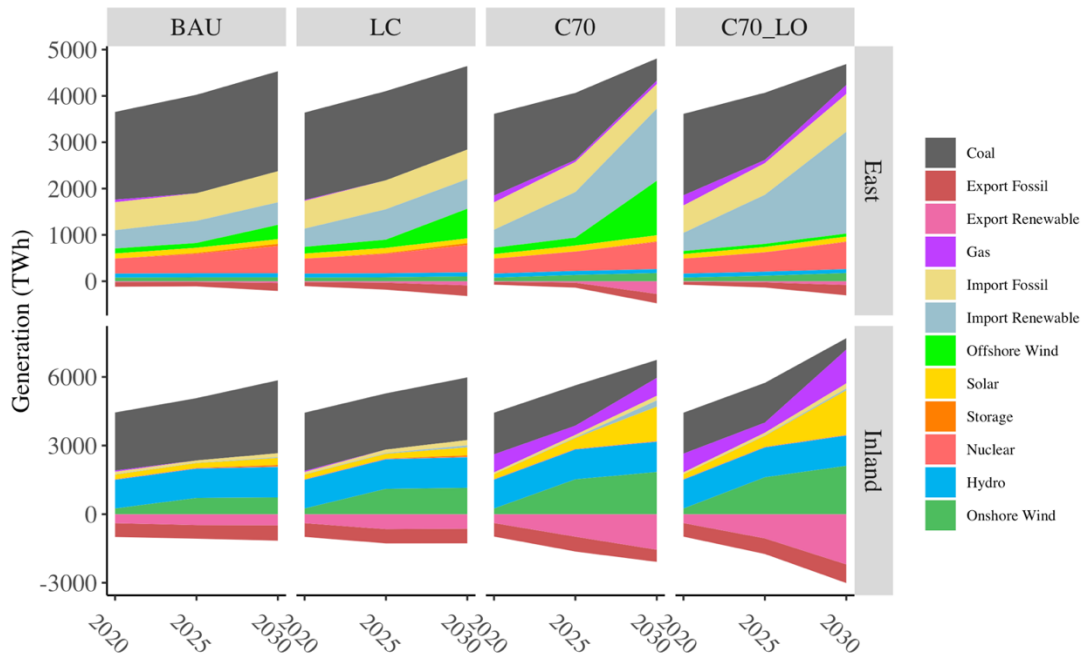 BAU
LC
C70
C70_LO
Generation (TWh)
5000
4000
3000
2000
1000
0
East
6000
3000
0
-3000
Inland
2020
2025
2030
2020
2025
2030
2020
2025
2030
2020
2025
2030
Coal
Export Fossil
Export Renewable
Gas
Import Fossil
Import Renewable
Offshore Wind
Solar
Storage
Nuclear
Hydro
Onshore Wind